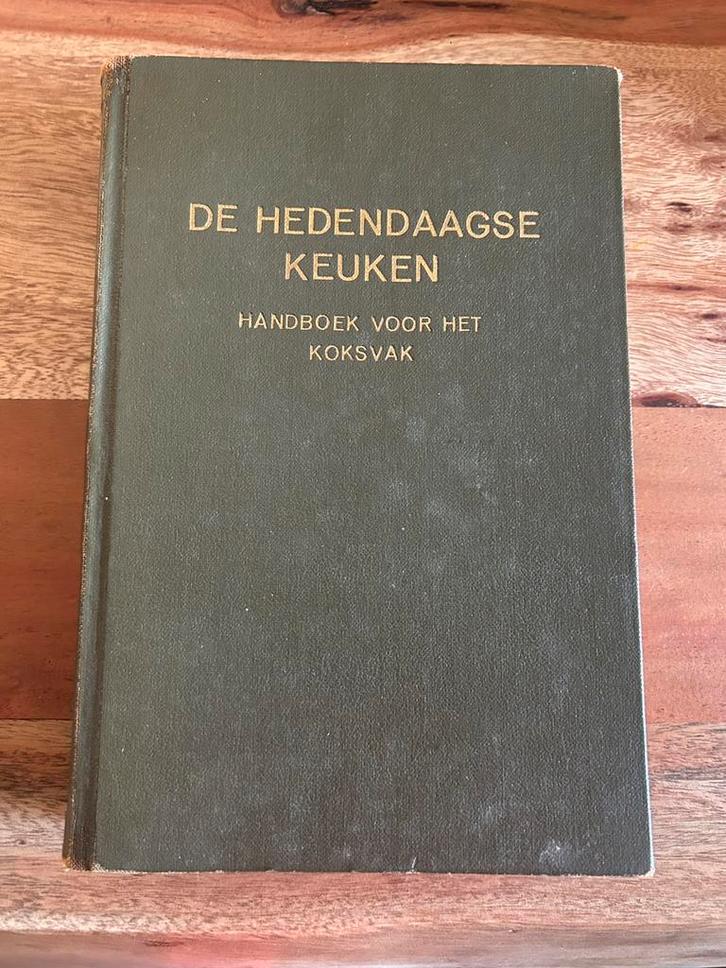 DE HEDENDAAGSE
KEUKEN
HANDBOEK VOOR HET
KOKSVAK